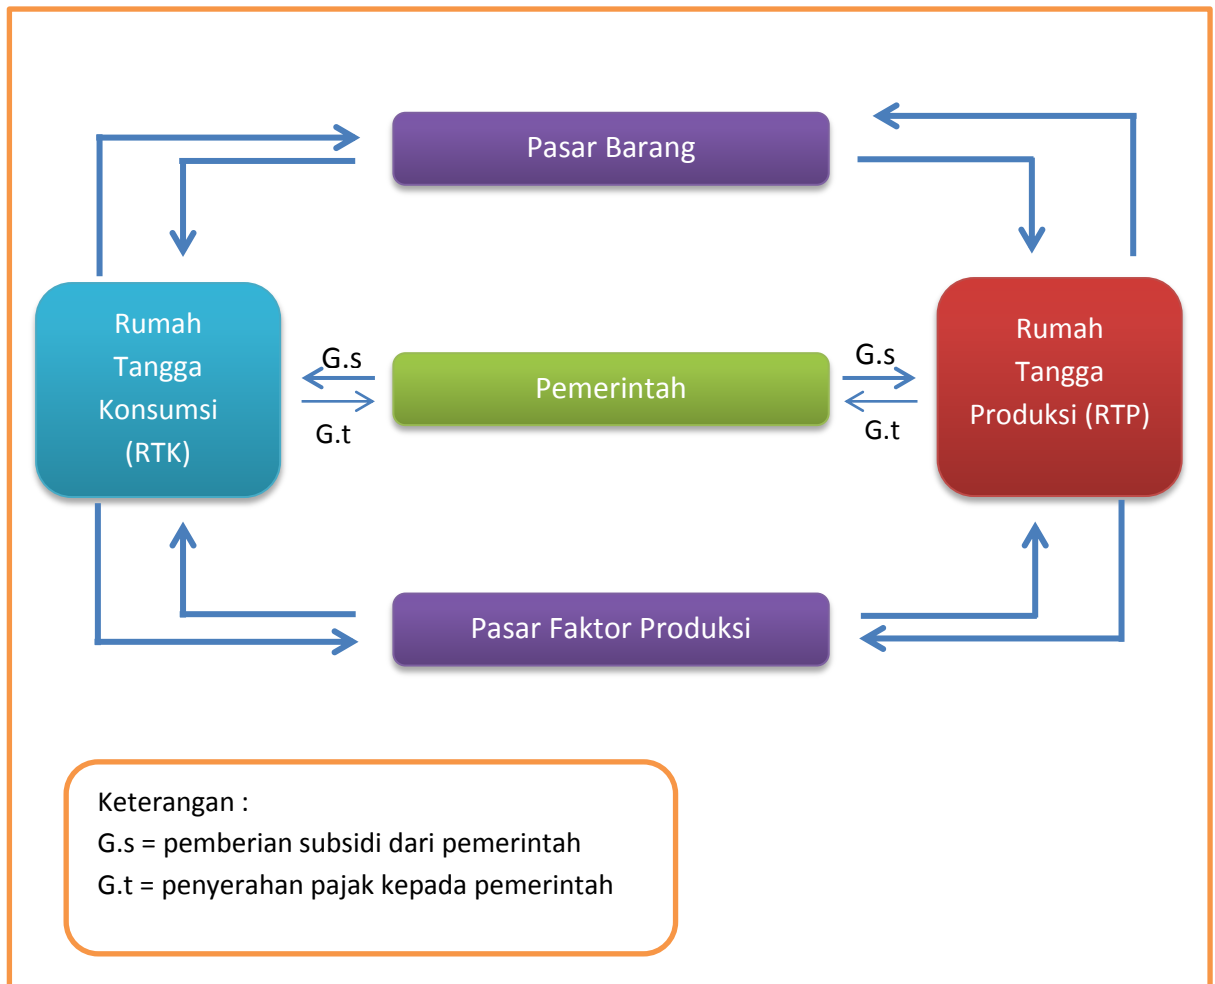 Pasar Barang
Rumah
Tangga
Konsumsi
(RTK)
G.s
G.t
Pemerintah
G.s
G.t
Rumah
Tangga
Produksi (RTP)
Pasar Faktor Produksi
Keterangan :
G.s = pemberian subsidi dari pemerintah
G.t = penyerahan pajak kepada pemerintah